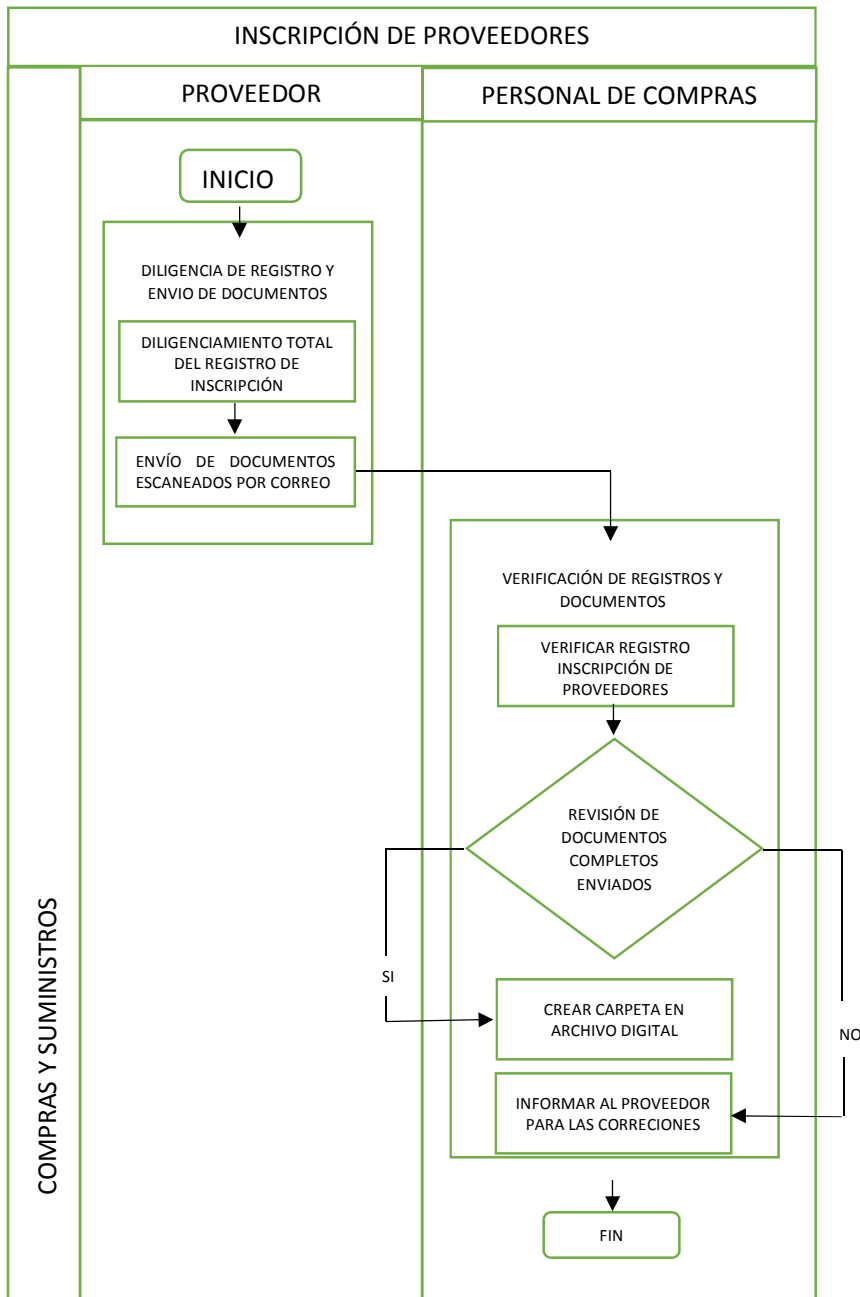 INSCRIPCIÓN DE PROVEEDORES
PROVEEDOR
PERSONAL DE COMPRAS
COMPRAS Y SUMINISTROS
INICIO
DILIGENCIA DE REGISTRO Y
ENVIO DE DOCUMENTOS
DILIGENCIAMIENTO TOTAL
DEL REGISTRO DE
INSCRIPCIÓN
ENVÍO DE DOCUMENTOS
ESCANEADOS POR CORREO
VERIFICACIÓN DE REGISTROS Y
DOCUMENTOS
VERIFICAR REGISTRO
INSCRIPCIÓN DE
PROVEEDORES
REVISIÓN DE
DOCUMENTOS
COMPLETOS
ENVIADOS
SI
CREAR CARPETA EN
ARCHIVO DIGITAL
NO
INFORMAR AL PROVEEDOR
PARA LAS CORRECIONES
FIN